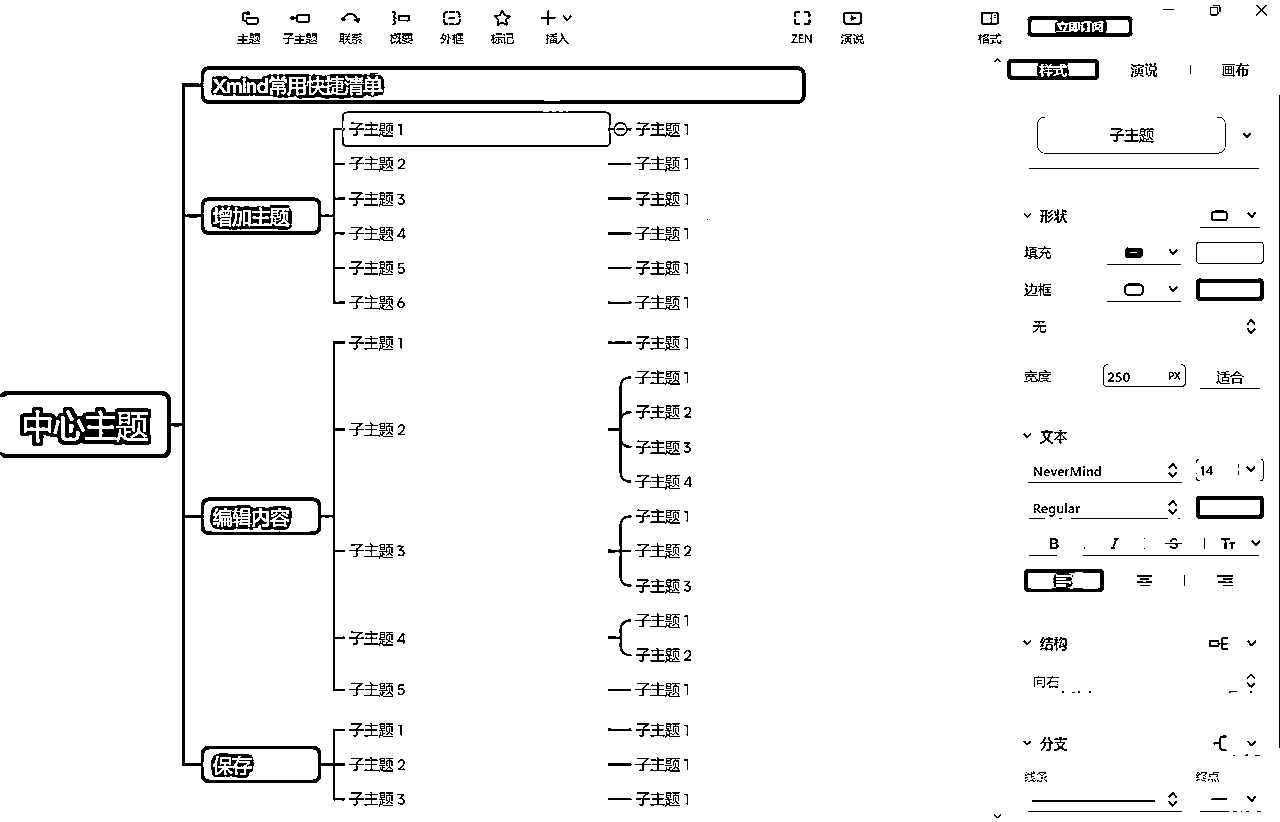 主题 子主题 联系 概要 外框 标记 插入 ZEN 演说 格式 立即订阅
样式 演说 画布
Xmind常用快捷清单
子主题 1 子主题 1
子主题 2 子主题 1
子主题 3 子主题 1
增加主题
子主题 4 子主题 1
子主题 5 子主题 1
子主题 6 子主题 1
子主题 1 子主题 1
子主题 1
子主题 2
子主题 2
子主题 3
子主题 4
中心主题
编辑内容
子主题 1
子主题 3
子主题 2
子主题 3
子主题 4
子主题 1
子主题 2
子主题 5 子主题 1
子主题 1 子主题 1
保存
子主题 2 子主题 1
子主题 3 子主题 1
子主题
形状
填充
边框
无
宽度 250 PX 适合
文本
NeverMind 14
Regular
B I S TT
结构
向右
分支
线条 终点